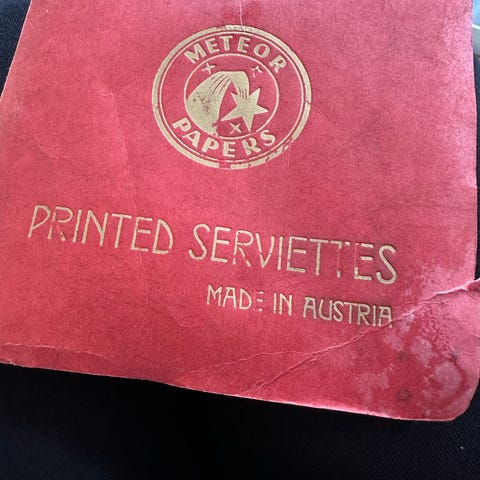 METEOR
PAPERS
PRINTED SERVIETTES
MADE IN AUSTRIA